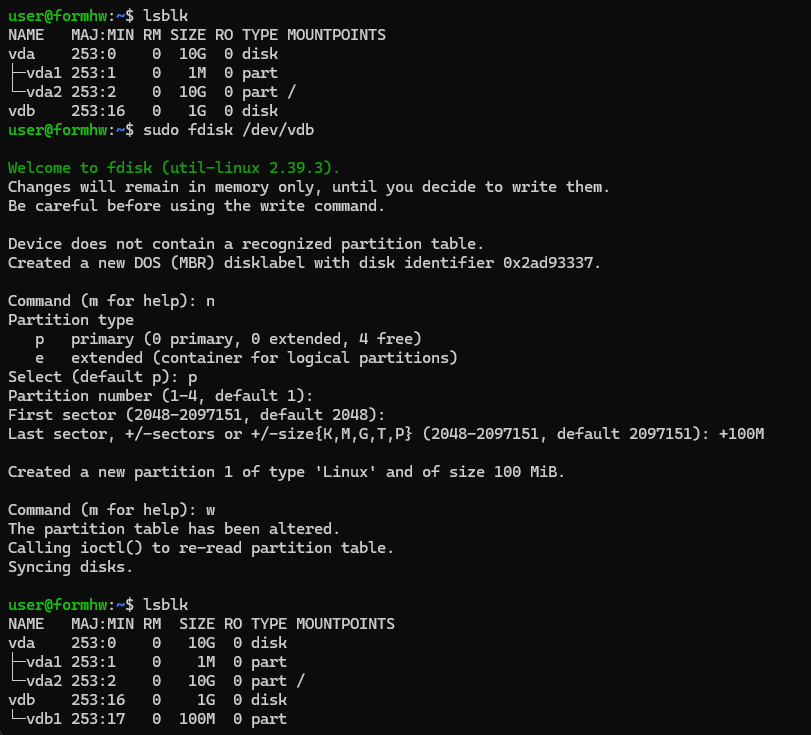 user@formhw:~$ lsblk
NAME   MAJ:MIN RM SIZE RO TYPE MOUNTPOINTS
vda    253:0    0  10G  0 disk
├─vda1 253:1    0   1M  0 part
└─vda2 253:2    0  10G  0 part /
vdb    253:16   0   1G  0 disk
user@formhw:~$ sudo fdisk /dev/vdb

Welcome to fdisk (util-linux 2.39.3).
Changes will remain in memory only, until you decide to write them.
Be careful before using the write command.

Device does not contain a recognized partition table.
Created a new DOS (MBR) disklabel with disk identifier 0x2ad93337.

Command (m for help): n
Partition type
   p   primary (0 primary, 0 extended, 4 free)
   e   extended (container for logical partitions)
Select (default p): p
Partition number (1-4, default 1):
First sector (2048-2097151, default 2048):
Last sector, +/-sectors or +/-size{K,M,G,T,P} (2048-2097151, default 2097151): +100M

Created a new partition 1 of type 'Linux' and of size 100 MiB.

Command (m for help): w
The partition table has been altered.
Calling ioctl() to re-read partition table.
Syncing disks.

user@formhw:~$ lsblk
NAME   MAJ:MIN RM  SIZE RO TYPE MOUNTPOINTS
vda    253:0    0   10G  0 disk
├─vda1 253:1    0    1M  0 part
└─vda2 253:2    0   10G  0 part /
vdb    253:16   0    1G  0 disk
└─vdb1 253:17   0  100M  0 part